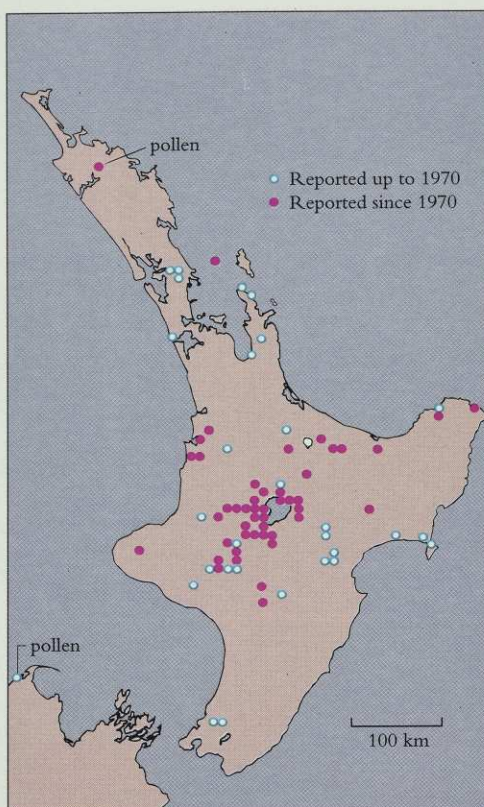 pollen
Reported up to 1970
Reported since 1970
pollen
100 km